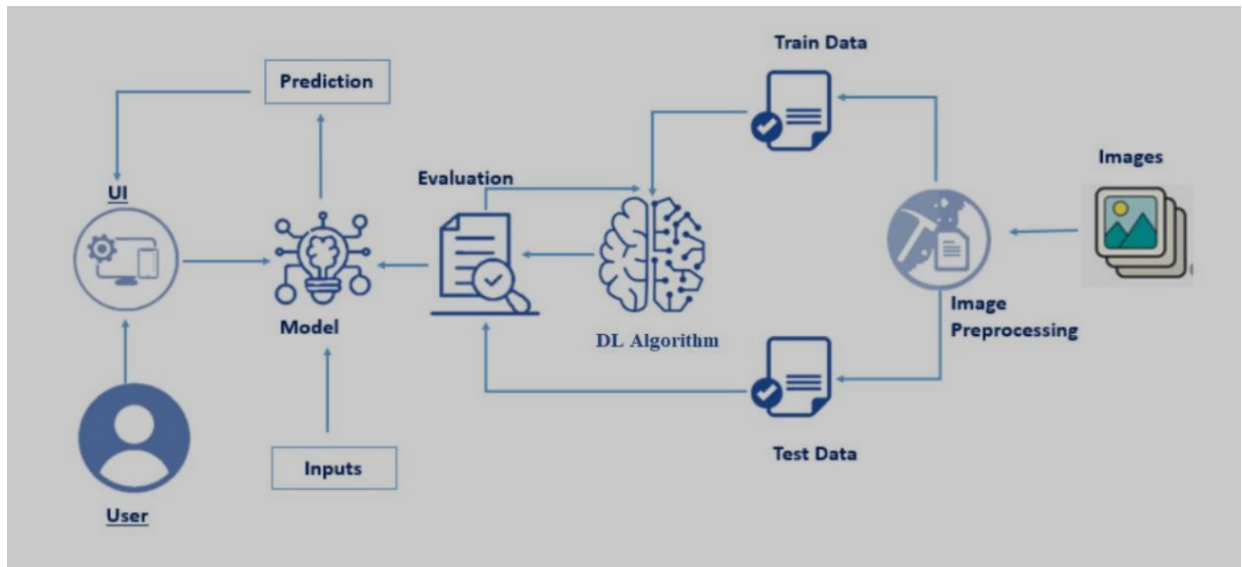 Train Data
Prediction
Images
Evaluation
UI
Image
Preprocessing
Model
DL Algorithm
Test Data
Inputs
User